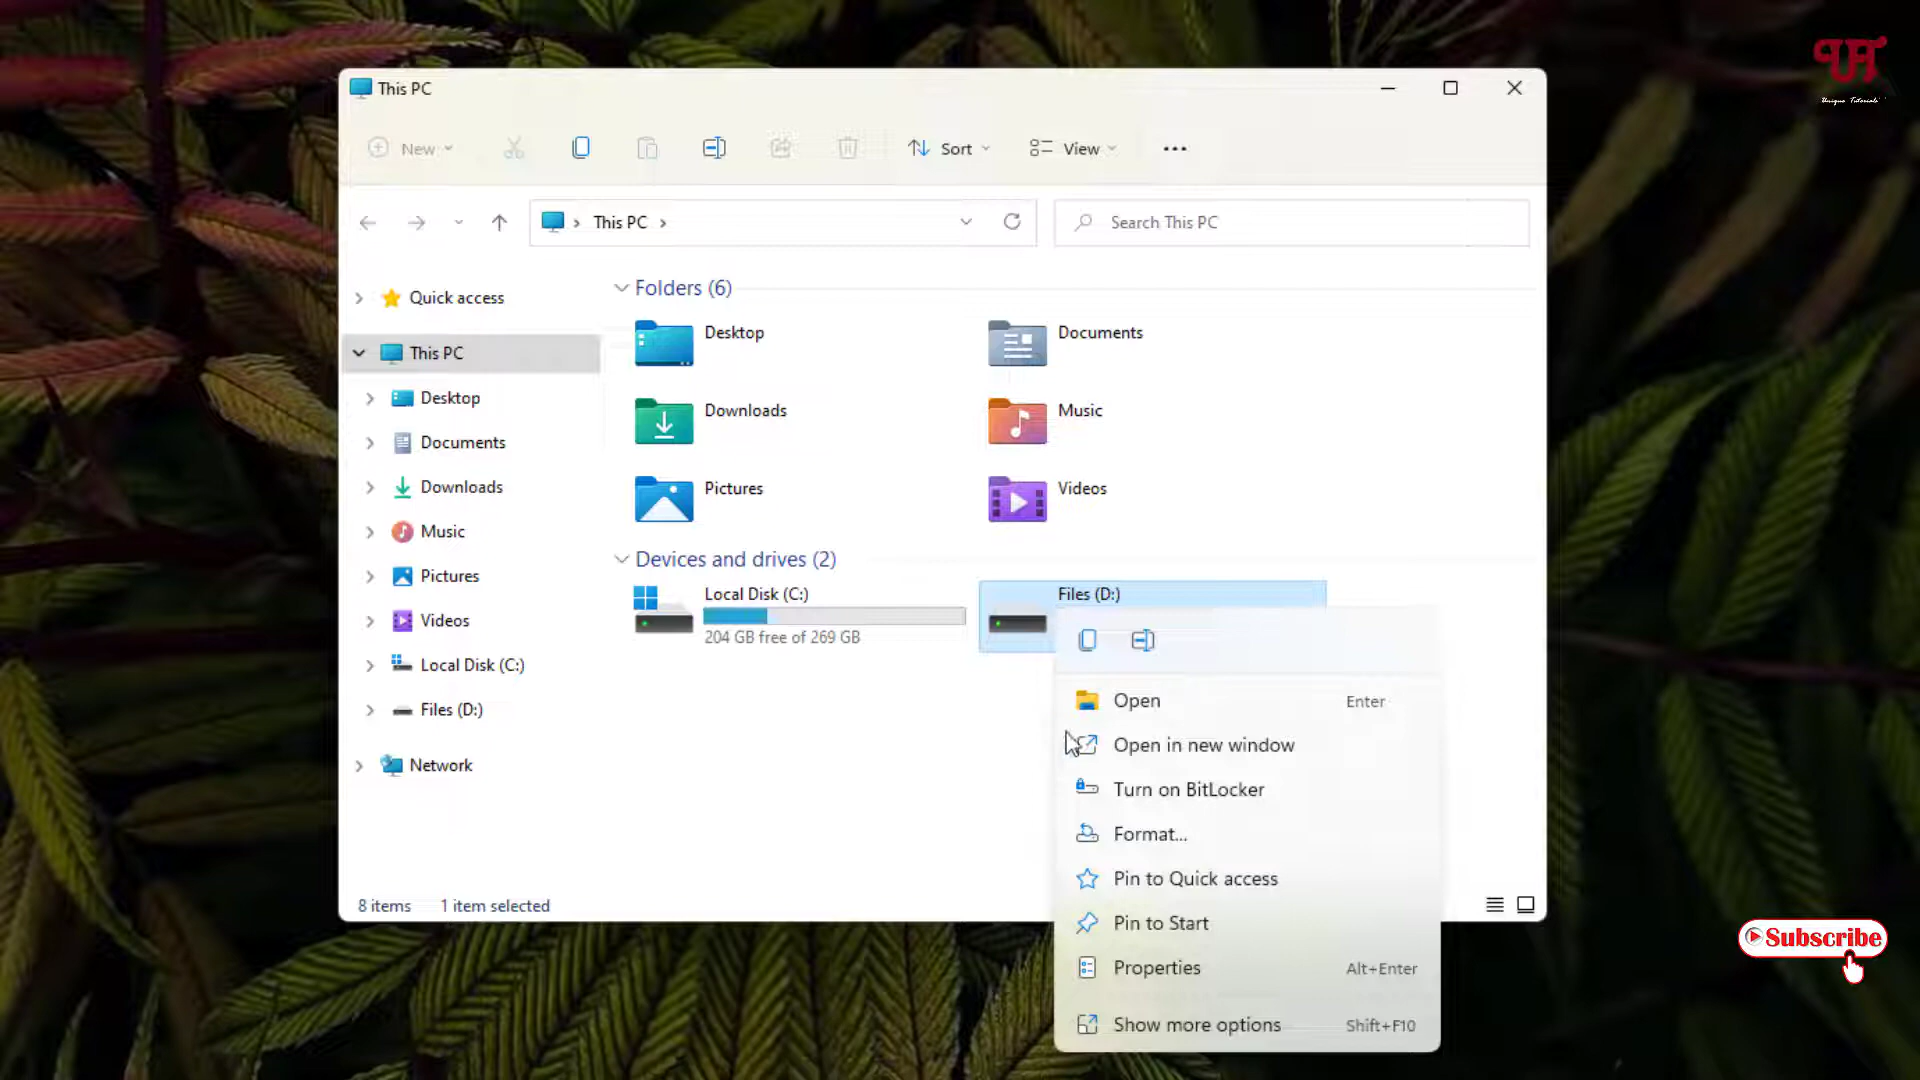 This PC
New
Sort
View
This PC
Search This PC
Quick access
This PC
Desktop
Documents
Downloads
Music
Pictures
Videos
Local Disk (C:)
Files (D:)
Network
Folders (6)
Desktop
Documents
Downloads
Music
Pictures
Videos
Devices and drives (2)
Local Disk (C:)
204 GB free of 269 GB
Files (D:)
Open Enter
Open in new window
Turn on BitLocker
Format...
Pin to Quick access
Pin to Start
Properties Alt+Enter
Show more options Shift+F10
8 items 1 item selected
UT
Unique Tutorials
Subscribe